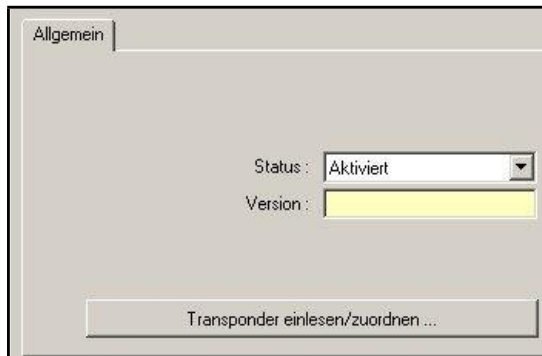 Allgemein
Status : Aktiviert
Version :
Transponder einlesen/zuordnen ...